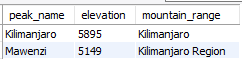 peak_name elevation mountain_range
Kilimanjaro 5895 Kilimanjaro
Mawenzi 5149 Kilimanjaro Region